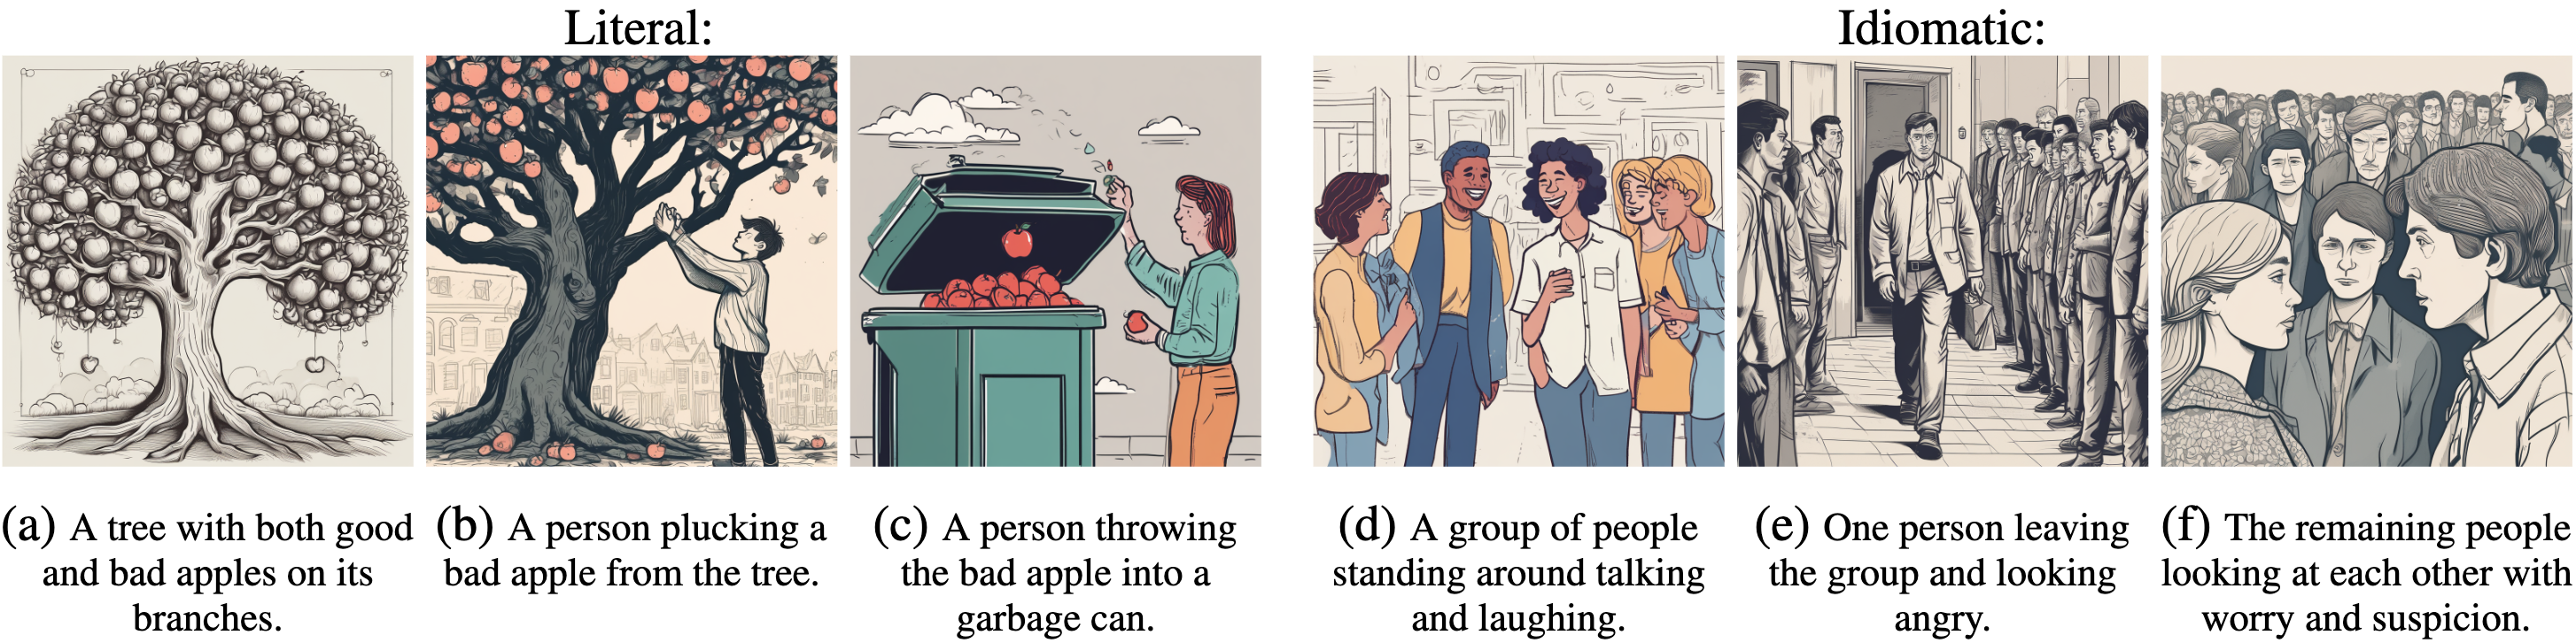 Literal:
Idiomatic:
(a) A tree with both good
and bad apples on its
branches.
(b) A person plucking a
bad apple from the tree.
(c) A person throwing
the bad apple into a
garbage can.
(d) A group of people
standing around talking
and laughing.
(e) One person leaving
the group and looking
angry.
(f) The remaining people
looking at each other with
worry and suspicion.